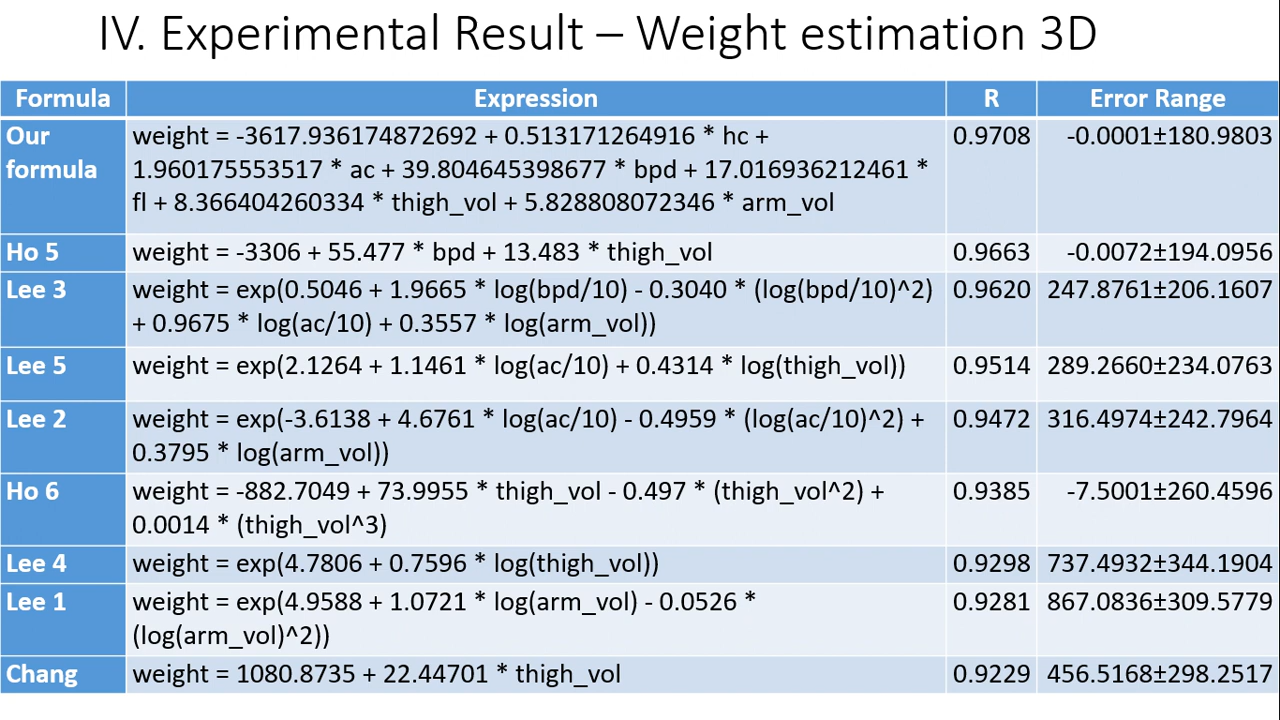 IV. Experimental Result – Weight estimation 3D
Formula Expression R Error Range
Our formula
weight = -3617.936174872692 + 0.513171264916 * hc +
1.960175553517 * ac + 39.804645398677 * bpd + 17.016936212461 *
fl + 8.366404260334 * thigh_vol + 5.828808072346 * arm_vol
0.9708 -0.0001±180.9803
Ho 5 weight = -3306 + 55.477 * bpd + 13.483 * thigh_vol 0.9663 -0.0072±194.0956
Lee 3 weight = exp(0.5046 + 1.9665 * log(bpd/10) - 0.3040 * (log(bpd/10)^2) 0.9620 247.8761±206.1607
+ 0.9675 * log(ac/10) + 0.3557 * log(arm_vol))
Lee 5 weight = exp(2.1264 + 1.1461 * log(ac/10) + 0.4314 * log(thigh_vol)) 0.9514 289.2660±234.0763
Lee 2 weight = exp(-3.6138 + 4.6761 * log(ac/10) - 0.4959 * (log(ac/10)^2) + 0.9472 316.4974±242.7964
0.3795 * log(arm_vol))
Ho 6 weight = -882.7049 + 73.9955 * thigh_vol - 0.497 * (thigh_vol^2) + 0.9385 -7.5001±260.4596
0.0014 * (thigh_vol^3)
Lee 4 weight = exp(4.7806 + 0.7596 * log(thigh_vol)) 0.9298 737.4932±344.1904
Lee 1 weight = exp(4.9588 + 1.0721 * log(arm_vol) - 0.0526 * 0.9281 867.0836±309.5779
(log(arm_vol)^2))
Chang weight = 1080.8735 + 22.44701 * thigh_vol 0.9229 456.5168±298.2517